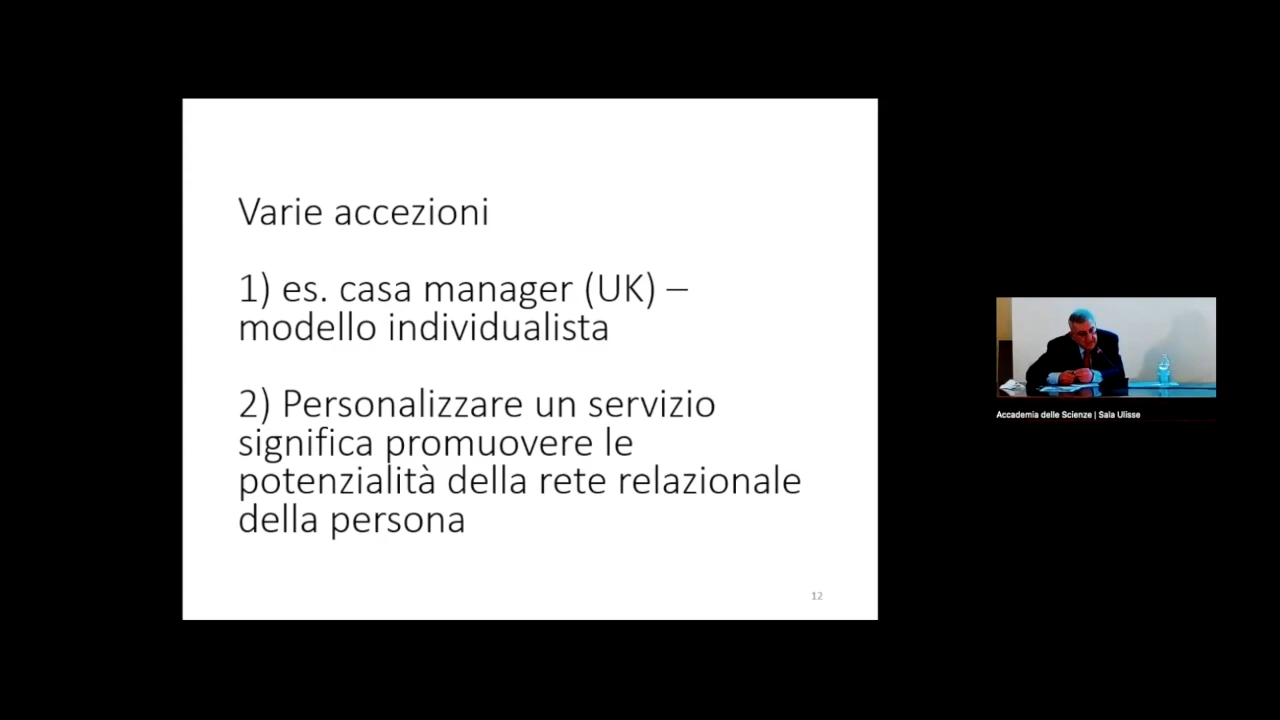 Varie accezioni
1) es. casa manager (UK) –
modello individualista
2) Personalizzare un servizio
significa promuovere le
potenzialità della rete relazionale
della persona
12
Accademia delle Scienze | Sala Ulisse